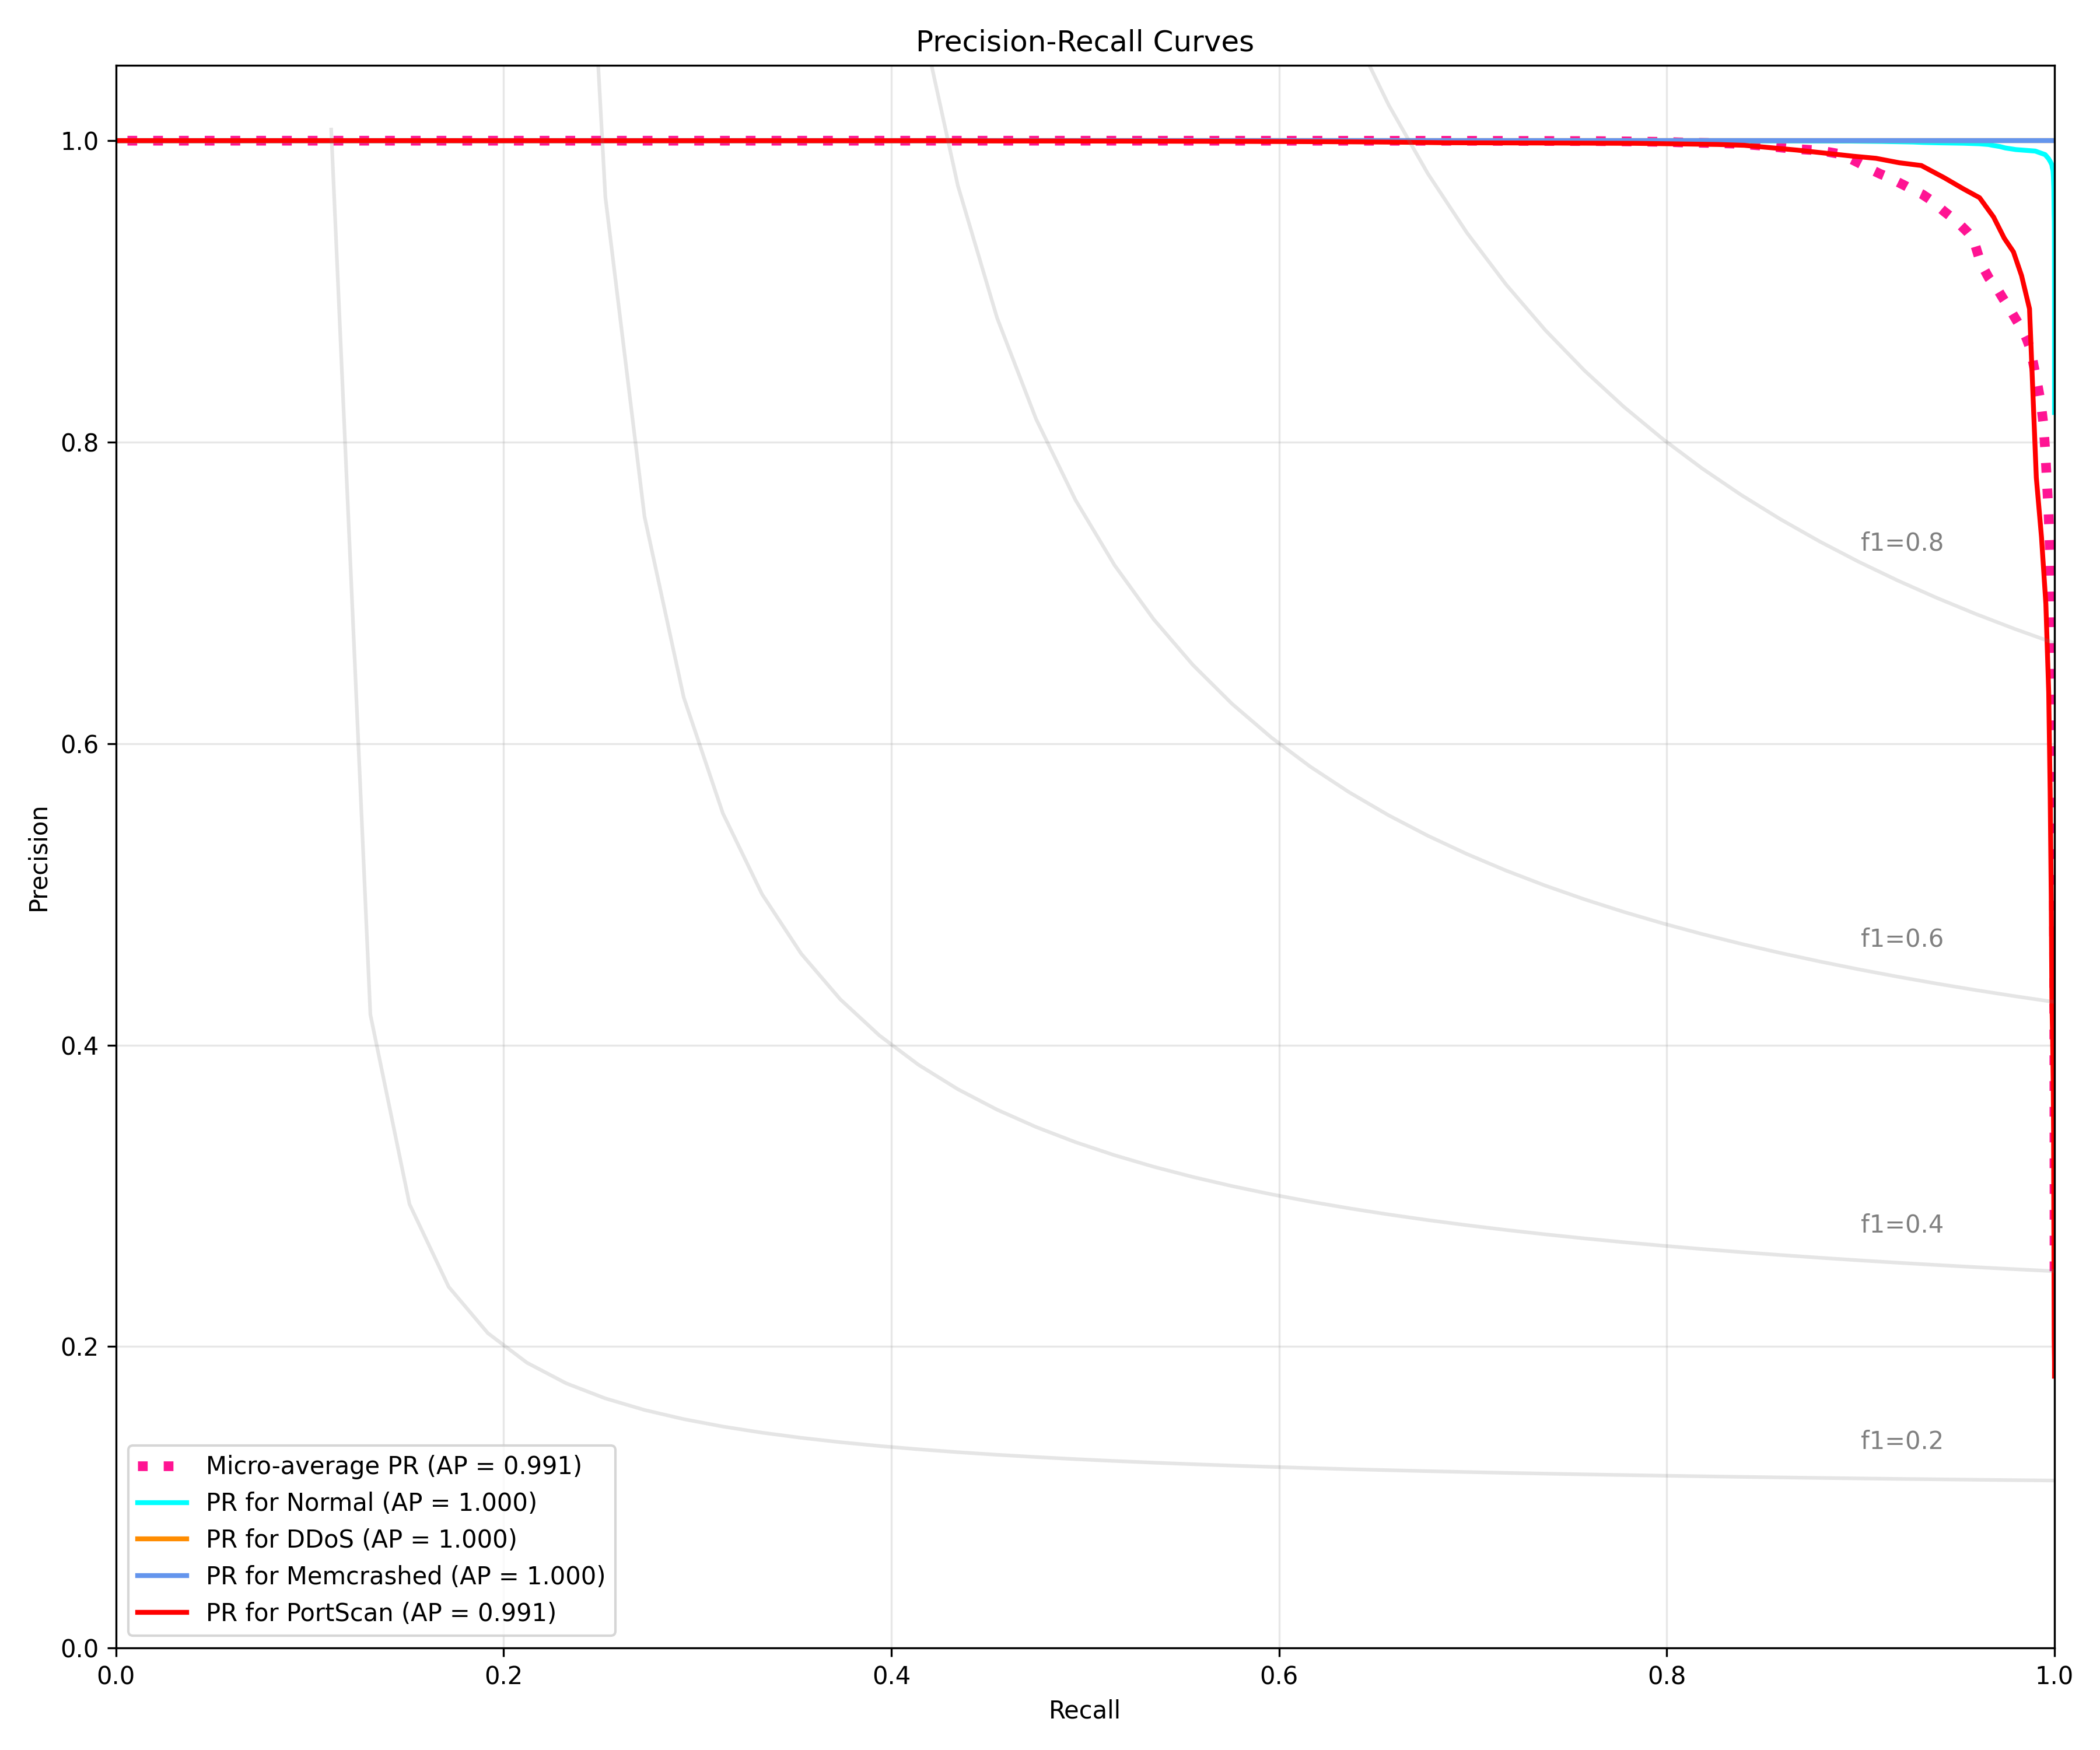 Precision-Recall Curves
1.0
0.8
0.6
0.4
0.2
0.0
Precision
f1=0.8
f1=0.6
f1=0.4
f1=0.2
Micro-average PR (AP = 0.991)
PR for Normal (AP = 1.000)
PR for DDoS (AP = 1.000)
PR for Memcrashed (AP = 1.000)
PR for PortScan (AP = 0.991)
0.0 0.2 0.4 0.6 0.8 1.0
Recall